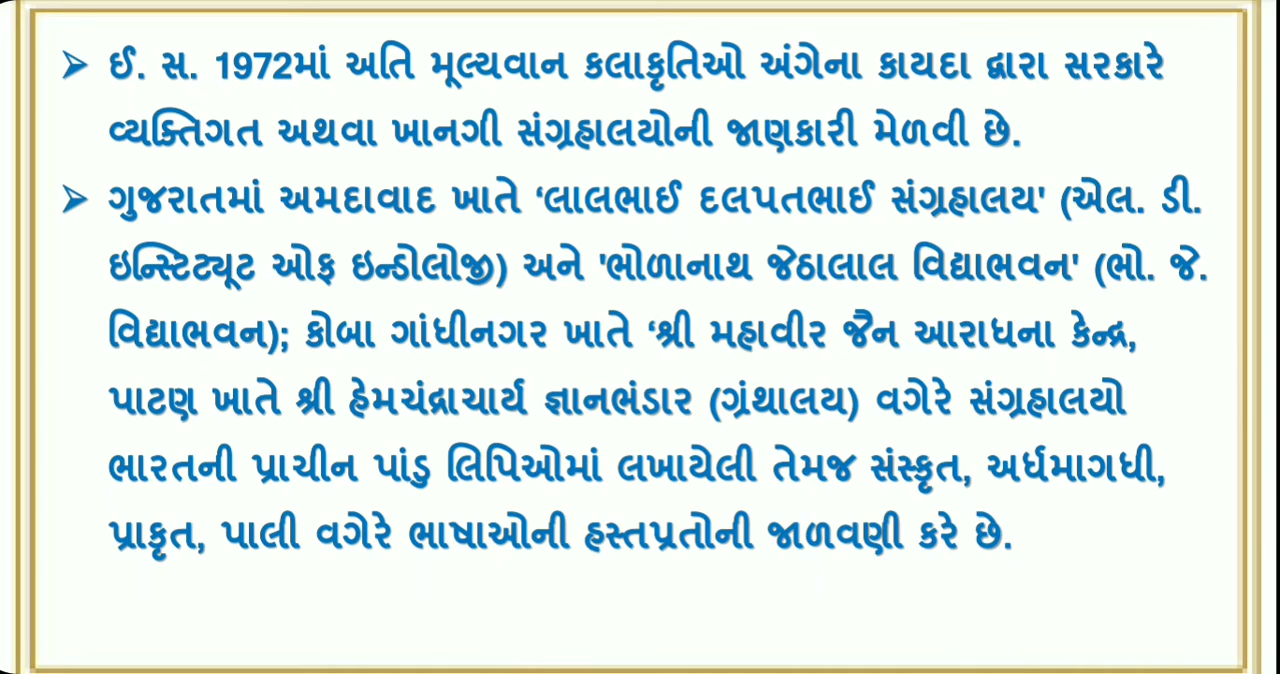 ➢ ઈ. સ. 1972માં અતિ મૂલ્યવાન કલાકૃતિઓ અંગેના કાયદા દ્વારા સરકારે
વ્યક્તિગત અથવા ખાનગી સંગ્રહાલયોની જાણકારી મેળવી છે.
➢ ગુજરાતમાં અમદાવાદ ખાતે ‘લાલભાઈ દલપતભાઈ સંગ્રહાલય' (એલ. ડી.
ઇન્સ્ટિટ્યૂટ ઓફ ઇન્ડોલોજી) અને 'ભોળાનાથ જેઠાલાલ વિદ્યાભવન' (ભો. જે.
વિદ્યાભવન); કોબા ગાંધીનગર ખાતે ‘શ્રી મહાવીર જૈન આરાધના કેન્દ્ર,
પાટણ ખાતે શ્રી હેમચંદ્રાચાર્ય જ્ઞાનભંડાર (ગ્રંથાલય) વગેરે સંગ્રહાલયો
ભારતની પ્રાચીન પાંડુ લિપિઓમાં લખાયેલી તેમજ સંસ્કૃત, અર્ધમાગધી,
પ્રાકૃત, પાલી વગેરે ભાષાઓની હસ્તપ્રતોની જાળવણી કરે છે.